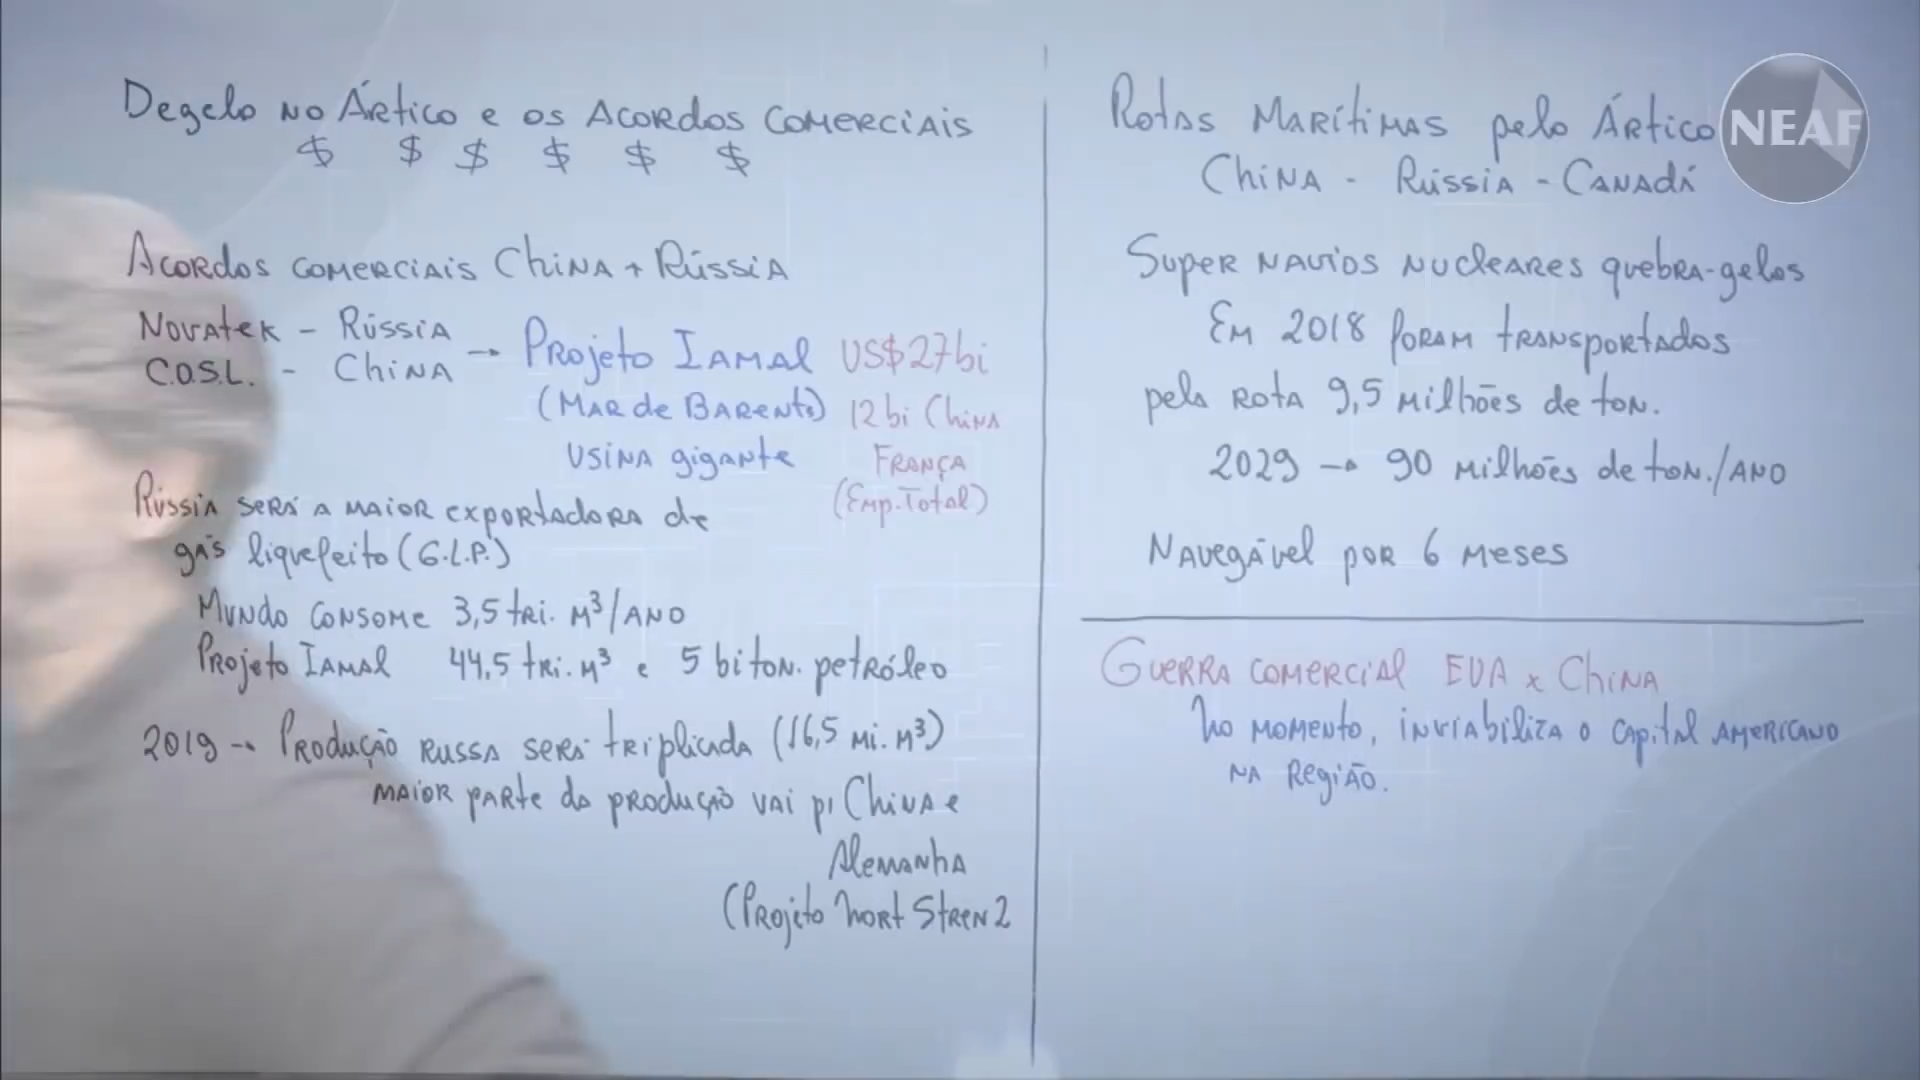 Degelo no Ártico e os Acordos Comerciais
$ $ $ $ $ $
Acordos comerciais China + Rússia
Novatek - Rússia
C.O.S.L. - China
→ Projeto Iamal US$27bi
(Mar de Barents) 12bi China
Usina gigante França
(Emp. Total)
Rússia será a maior exportadora de
gás liquefeito (G.L.P.)
Mundo consome 3,5 tri. m³/ano
Projeto Iamal 44,5 tri. m³ e 5 bi ton. petróleo
2019 → Produção russa será triplicada (16,5 mi. m³)
maior parte da produção vai p/ China e
Alemanha
(Projeto Nort Stren 2
Rotas Marítimas pelo Ártico
China - Rússia - Canadá
Super navios nucleares quebra-gelos
Em 2018 foram transportados
pela rota 9,5 milhões de ton.
2029 → 90 milhões de ton./ano
Navegável por 6 meses
Guerra comercial EUA x China
No momento, inviabiliza o capital americano
na região.
NEAF